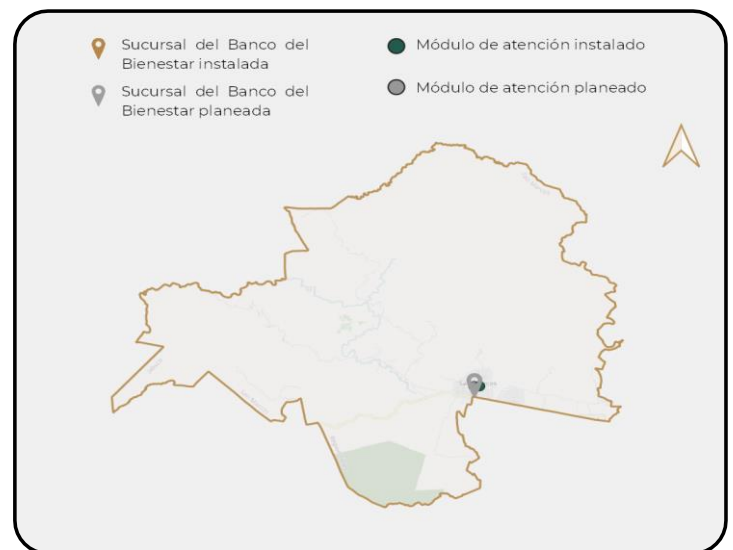 Sucursal del Banco del
Bienestar instalada
Sucursal del Banco del
Bienestar planeada
Módulo de atención instalado
Módulo de atención planeado